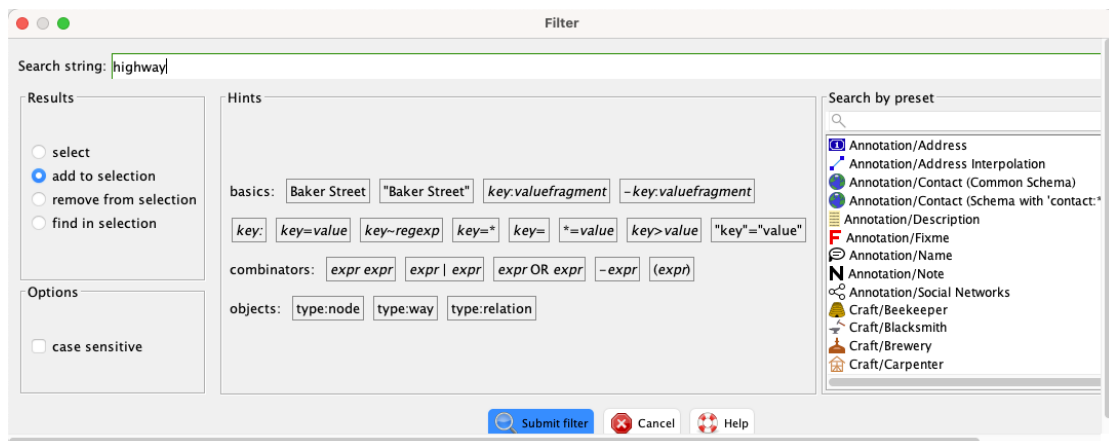 Filter
Search string: highway
Results
select
add to selection
remove from selection
find in selection
Options
case sensitive
Hints
basics: Baker Street "Baker Street" key:valuefragment -key:valuefragment
key: key=value key~regexp key=* key= *=value key>value "key"="value"
combinators: expr expr expr | expr expr OR expr -expr (expr)
objects: type:node type:way type:relation
Search by preset
Annotation/Address
Annotation/Address Interpolation
Annotation/Contact (Common Schema)
Annotation/Contact (Schema with 'contact:*
Annotation/Description
Annotation/Fixme
Annotation/Name
Annotation/Note
Annotation/Social Networks
Craft/Beekeeper
Craft/Blacksmith
Craft/Brewery
Craft/Carpenter
Submit filter Cancel Help